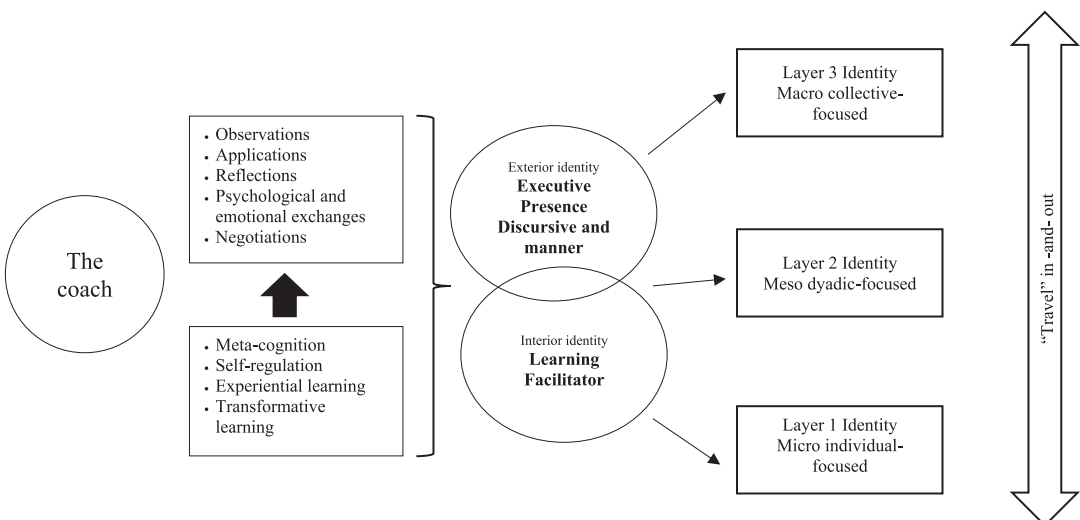 The
coach
• Observations
• Applications
• Reflections
• Psychological and
emotional exchanges
• Negotiations
• Meta-cognition
• Self-regulation
• Experiential learning
• Transformative
learning
Exterior identity
Executive
Presence
Discursive and
manner
Interior identity
Learning
Facilitator
Layer 3 Identity
Macro collective-
focused
Layer 2 Identity
Meso dyadic-focused
Layer 1 Identity
Micro individual-
focused
“Travel” in -and- out